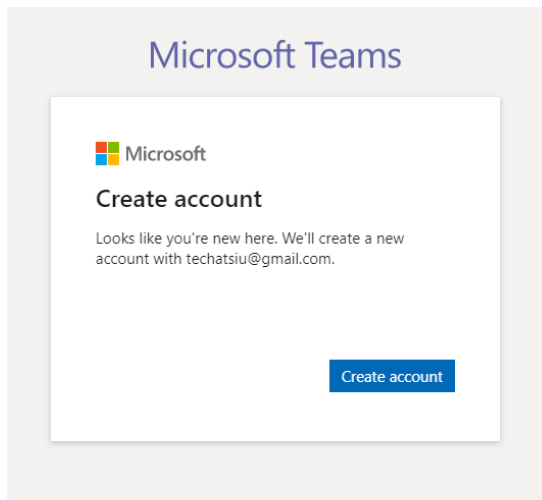 Microsoft Teams
Microsoft
Create account
Looks like you're new here. We'll create a new
account with techatsiu@gmail.com.
Create account